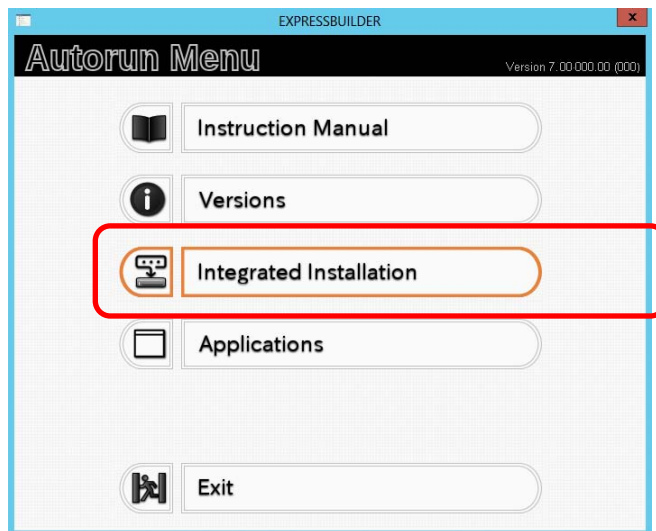 EXPRESSBUILDER
x
Autorun Menu
Version 7.00-000.00 (000)
Instruction Manual
Versions
Integrated Installation
Applications
Exit